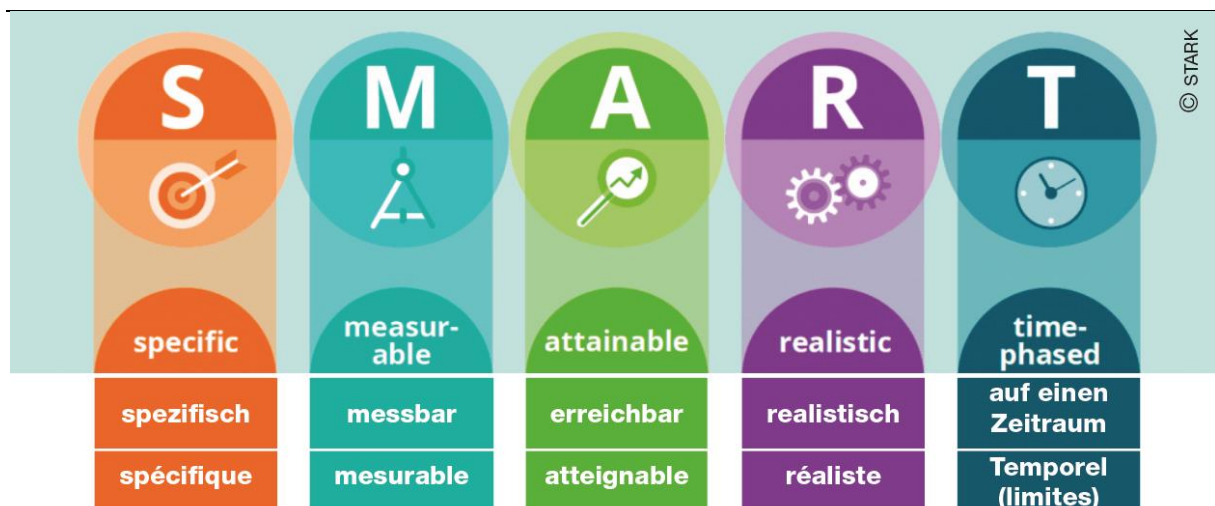 S M A R T
© STARK
specific
measur-
able
attainable
realistic
time-
phased
spezifisch
messbar
erreichbar
realistisch
auf einen
Zeitraum
spécifique
mesurable
atteignable
réaliste
Temporel
(limites)